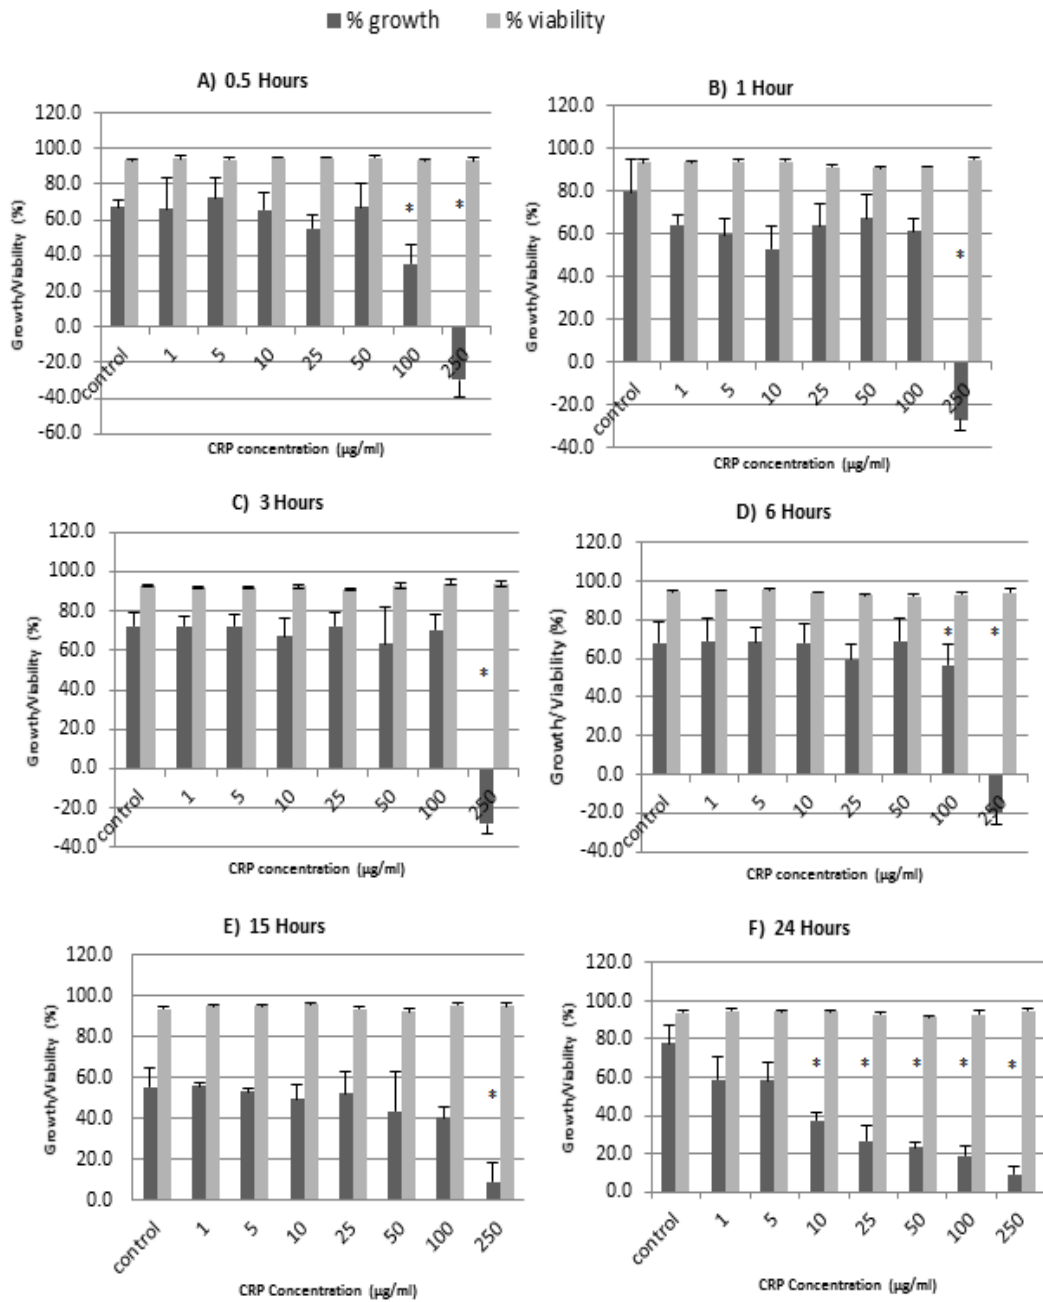 % growth % viability
A) 0.5 Hours
120.0
100.0
80.0
60.0
40.0
20.0
0.0
-20.0
-40.0
-60.0
Growth/Viability (%)
* *
control 1 5 10 25 50 100 250
CRP concentration (µg/ml)
B) 1 Hour
120.0
100.0
80.0
60.0
40.0
20.0
0.0
-20.0
-40.0
Growth/Viability (%)
*
control 1 5 10 25 50 100 250
CRP concentration (µg/ml)
C) 3 Hours
120.0
100.0
80.0
60.0
40.0
20.0
0.0
-20.0
-40.0
Growth/Viability (%)
*
control 1 5 10 25 50 100 250
CRP concentration (µg/ml)
D) 6 Hours
120.0
100.0
80.0
60.0
40.0
20.0
0.0
-20.0
-40.0
Growth/Viability (%)
* *
control 1 5 10 25 50 100 250
CRP concentration (µg/ml)
E) 15 Hours
120.0
100.0
80.0
60.0
40.0
20.0
0.0
Growth/Viability (%)
*
control 1 5 10 25 50 100 250
CRP Concentration (µg/ml)
F) 24 Hours
120.0
100.0
80.0
60.0
40.0
20.0
0.0
Growth/Viability (%)
* * * * *
control 1 5 10 25 50 100 250
CRP Concentration (µg/ml)